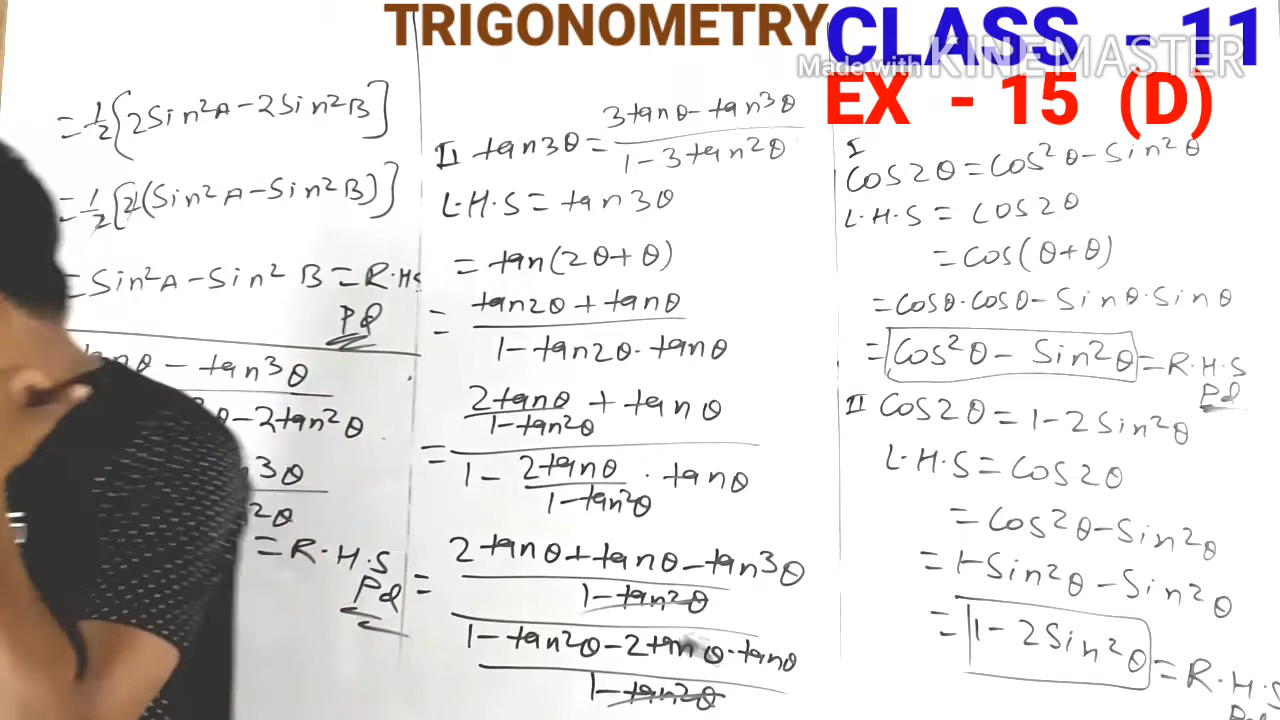 TRIGONOMETRY CLASS - 11
Made with KINEMASTER
EX - 15 (D)
= 1/2 {2Sin²A - 2Sin²B]
= 1/2 {2(Sin²A - Sin²B)}
= Sin²A - Sin²B = R.H.S
Pd
tanθ - tan³θ
θ - 2tan²θ
3θ
2θ
= R.H.S
Pd
II tan3θ = (3tanθ - tan³θ)/(1 - 3tan²θ)
L.H.S = tan3θ
= tan(2θ + θ)
= (tan2θ + tanθ)/(1 - tan2θ.tanθ)
= (2tanθ/(1 - tan²θ) + tanθ)/(1 - 2tanθ/(1 - tan²θ) . tanθ)
= ((2tanθ + tanθ - tan³θ)/(1 - tan²θ))/((1 - tan²θ - 2tanθ.tanθ)/(1 - tan²θ))
I
Cos2θ = Cos²θ - Sin²θ
L.H.S = Cos2θ
= Cos(θ + θ)
= Cosθ.Cosθ - Sinθ.Sinθ
= Cos²θ - Sin²θ = R.H.S
Pd
II Cos2θ = 1 - 2Sin²θ
L.H.S = Cos2θ
= Cos²θ - Sin²θ
= 1 - Sin²θ - Sin²θ
= 1 - 2Sin²θ = R.H.S